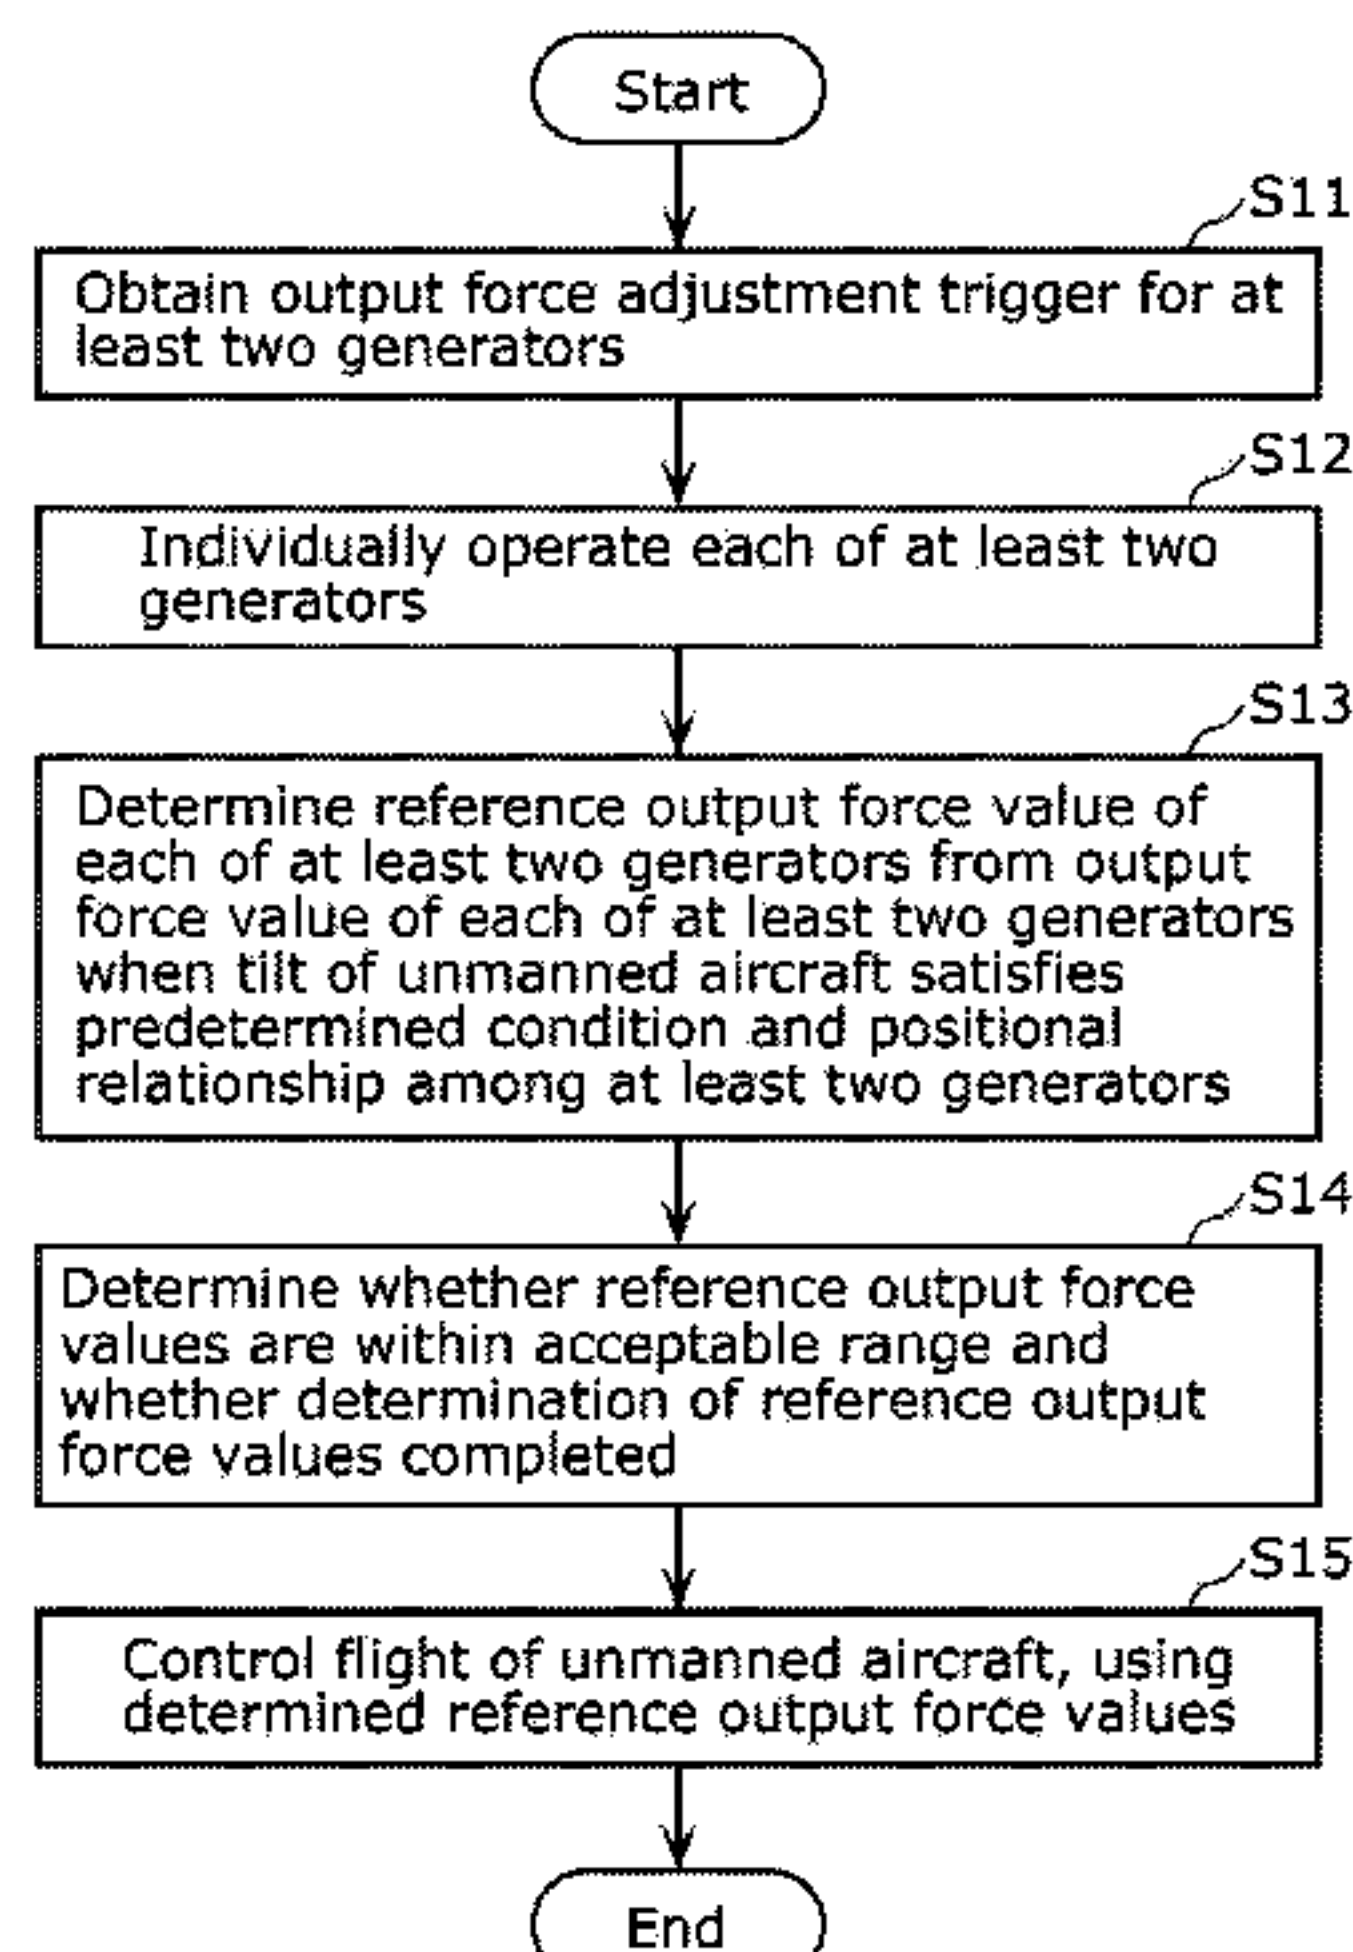 Start
S11
Obtain output force adjustment trigger for at
least two generators
S12
Individually operate each of at least two
generators
S13
Determine reference output force value of
each of at least two generators from output
force value of each of at least two generators
when tilt of unmanned aircraft satisfies
predetermined condition and positional
relationship among at least two generators
S14
Determine whether reference output force
values are within acceptable range and
whether determination of reference output
force values completed
S15
Control flight of unmanned aircraft, using
determined reference output force values
End